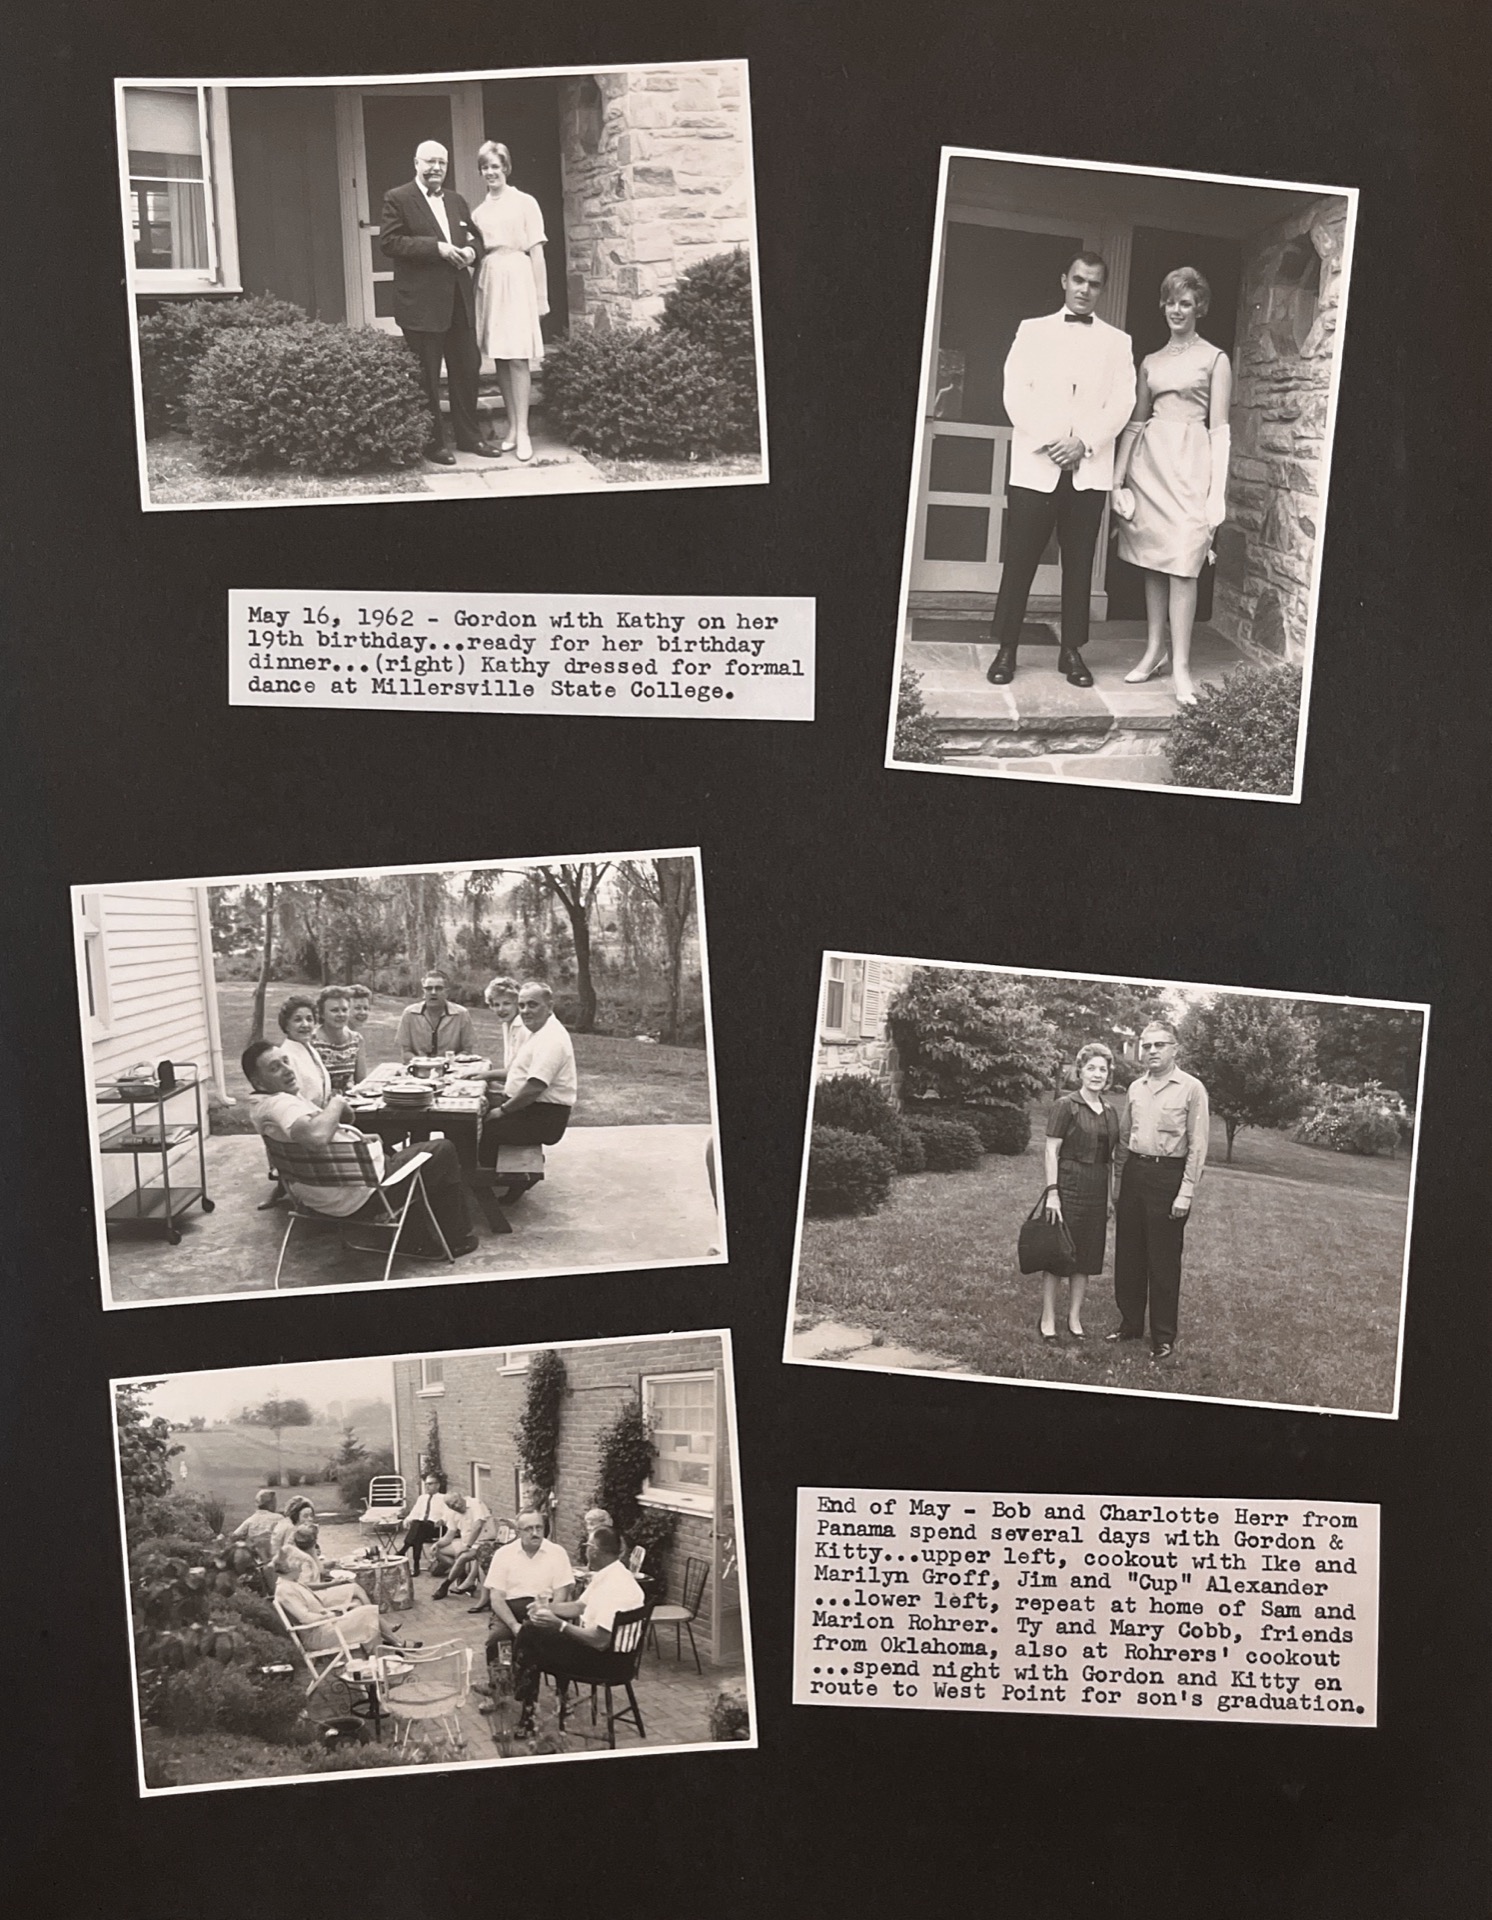 May 16, 1962 - Gordon with Kathy on her
19th birthday...ready for her birthday
dinner...(right) Kathy dressed for formal
dance at Millersville State College.
End of May - Bob and Charlotte Herr from
Panama spend several days with Gordon &
Kitty...upper left, cookout with Ike and
Marilyn Groff, Jim and "Cup" Alexander
...lower left, repeat at home of Sam and
Marion Rohrer. Ty and Mary Cobb, friends
from Oklahoma, also at Rohrers' cookout
...spend night with Gordon and Kitty en
route to West Point for son's graduation.